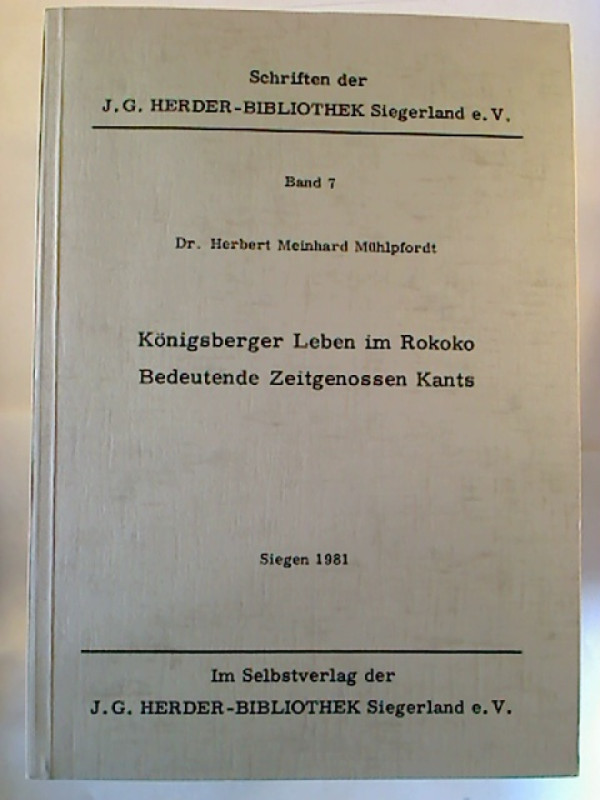 Schriften der
J.G. HERDER-BIBLIOTHEK Siegerland e.V.
Band 7
Dr. Herbert Meinhard Mühlpfordt
Königsberger Leben im Rokoko
Bedeutende Zeitgenossen Kants
Siegen 1981
Im Selbstverlag der
J.G. HERDER-BIBLIOTHEK Siegerland e.V.